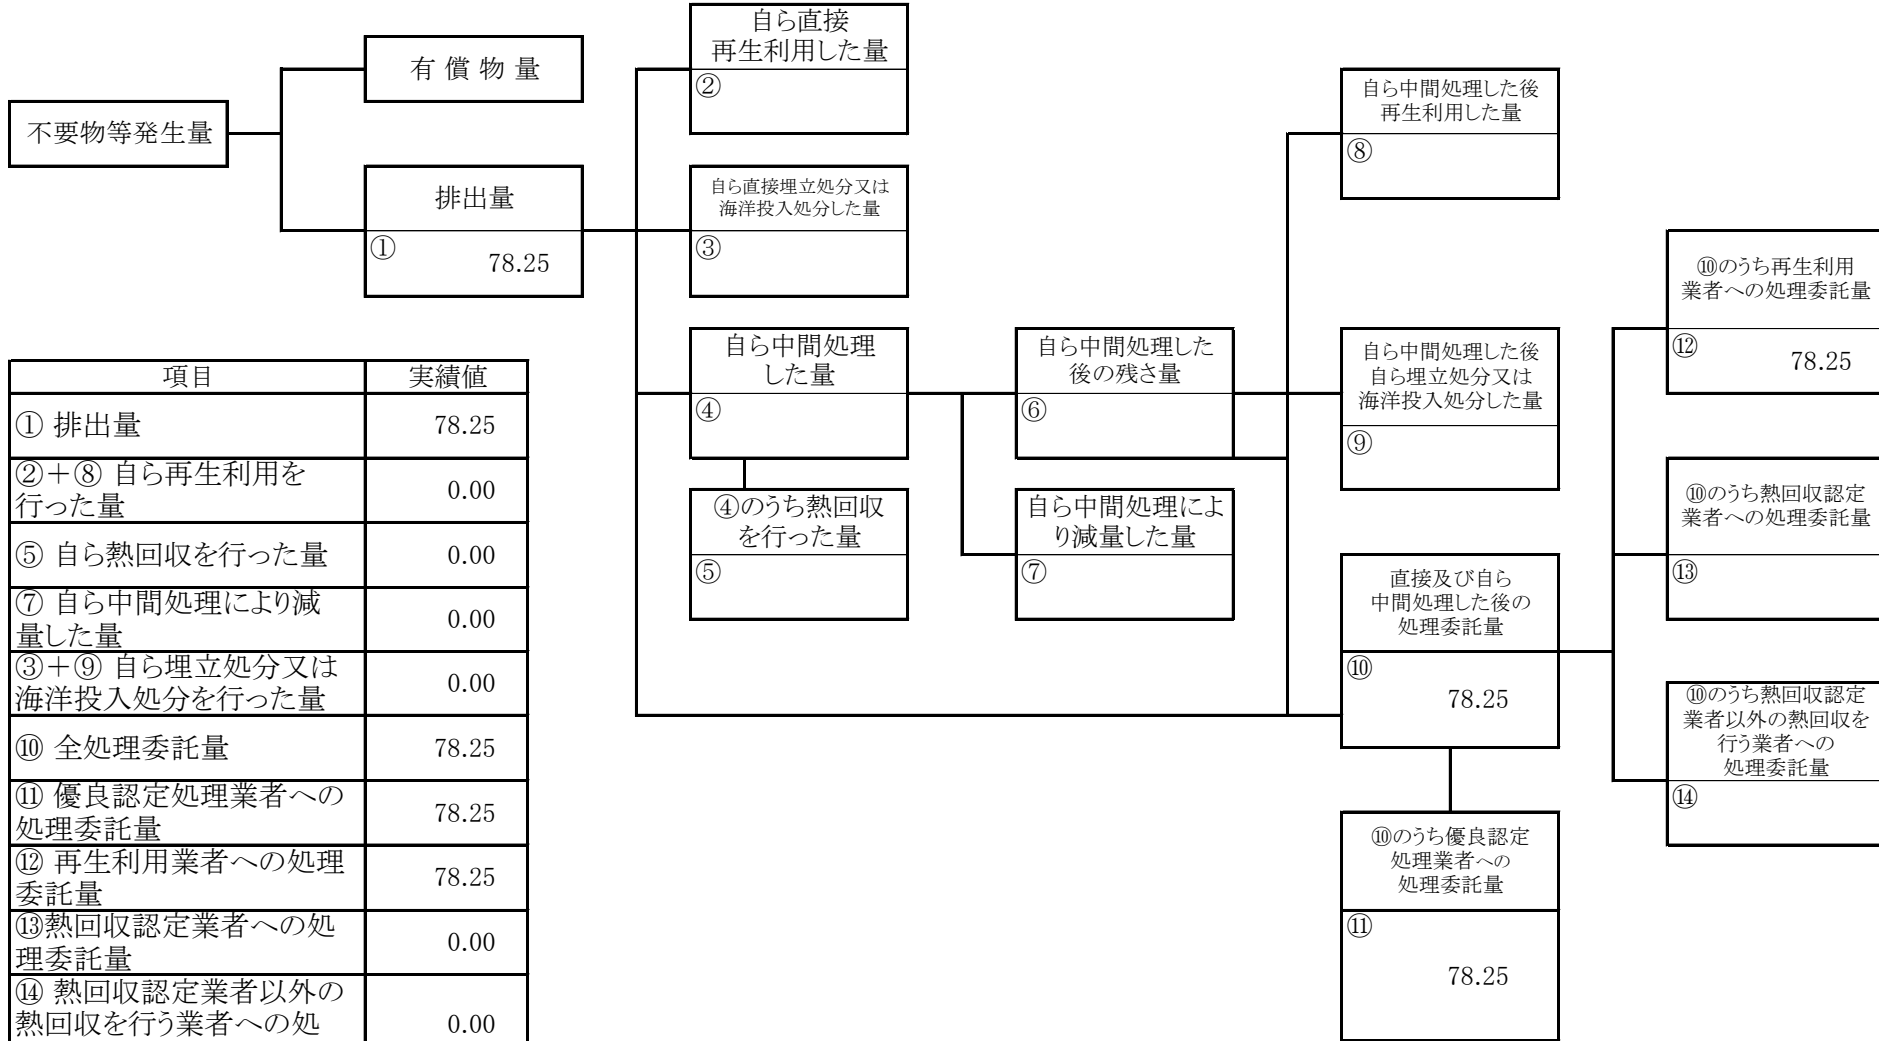 不要物等発生量
有償物量
排出量
①
78.25
自ら直接
再生利用した量
②
自ら直接埋立処分又は
海洋投入処分した量
③
自ら中間処理
した量
④
④のうち熱回収
を行った量
⑤
自ら中間処理した
後の残さ量
⑥
自ら中間処理によ
り減量した量
⑦
自ら中間処理した後
再生利用した量
⑧
自ら中間処理した後
自ら埋立処分又は
海洋投入処分した量
⑨
直接及び自ら
中間処理した後の
処理委託量
⑩
78.25
⑩のうち優良認定
処理業者への
処理委託量
⑪
78.25
⑩のうち再生利用
業者への処理委託量
⑫
78.25
⑩のうち熱回収認定
業者への処理委託量
⑬
⑩のうち熱回収認定
業者以外の熱回収を
行う業者への
処理委託量
⑭
項目 実績値
① 排出量 78.25
②＋⑧ 自ら再生利用を
行った量 0.00
⑤ 自ら熱回収を行った量 0.00
⑦ 自ら中間処理により減
量した量 0.00
③＋⑨ 自ら埋立処分又は
海洋投入処分を行った量 0.00
⑩ 全処理委託量 78.25
⑪ 優良認定処理業者への
処理委託量 78.25
⑫ 再生利用業者への処理
委託量 78.25
⑬熱回収認定業者への処
理委託量 0.00
⑭ 熱回収認定業者以外の
熱回収を行う業者への処 0.00